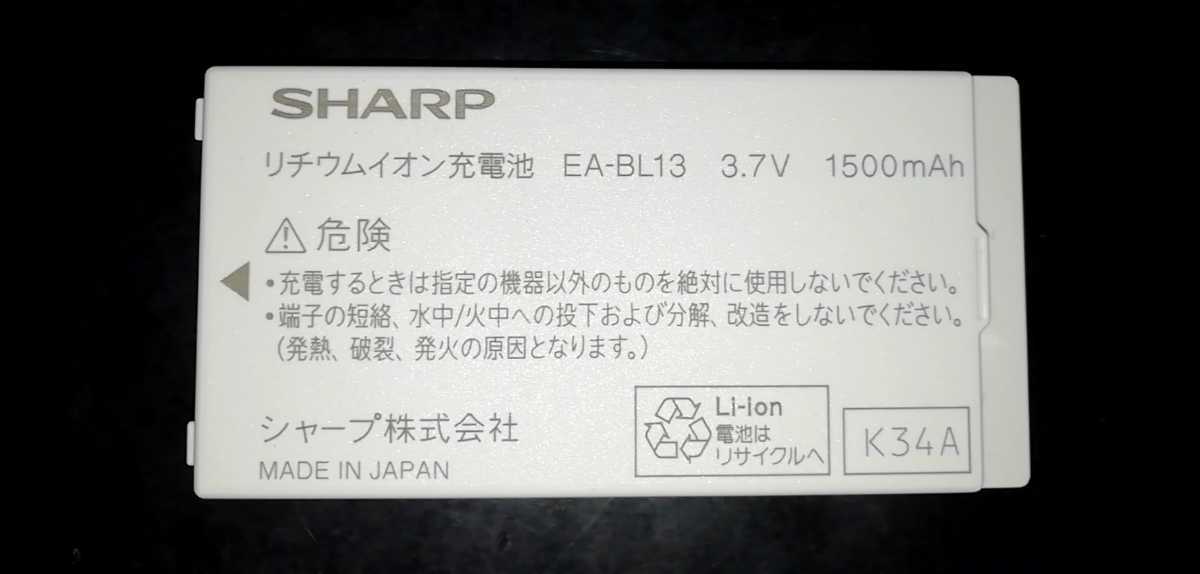 SHARP
リチウムイオン充電池 EA-BL13 3.7V 1500mAh
危険
・充電するときは指定の機器以外のものを絶対に使用しないでください。
・端子の短絡、水中/火中への投下および分解、改造をしないでください。
(発熱、破裂、発火の原因となります。)
シャープ株式会社
MADE IN JAPAN
Li-ion
電池は
リサイクルへ
K34A